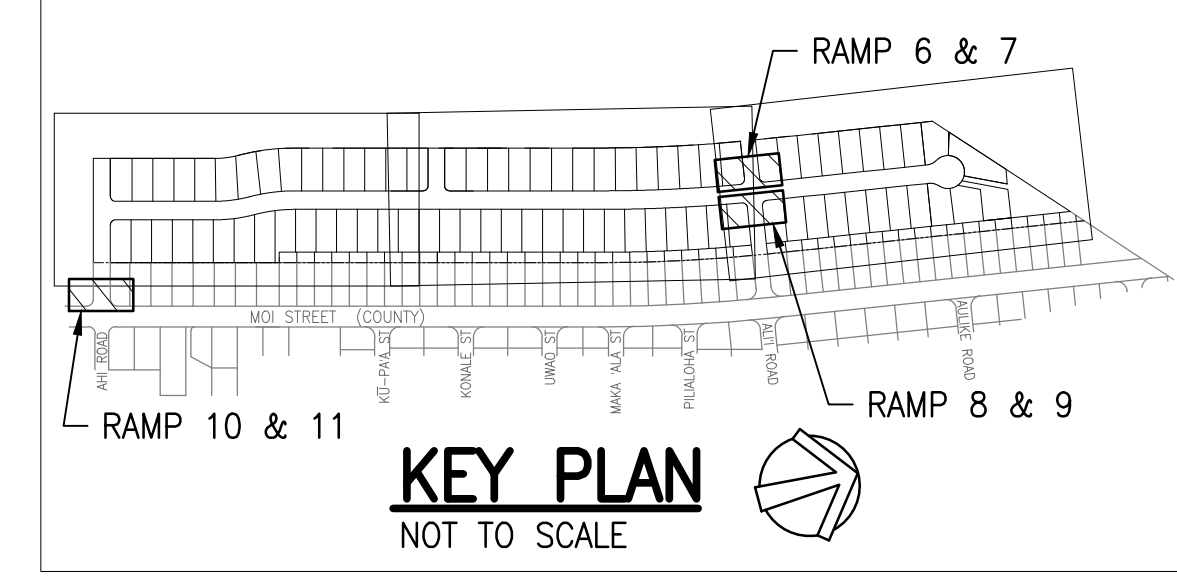 RAMP 6 & 7
MOI STREET (COUNTY)
AHI ROAD
KŪ-PA'A ST
KONALE ST
UWAO ST
MAKA 'ALA ST
PILIALOHA ST
ALI'I ROAD
AULIKE ROAD
RAMP 8 & 9
RAMP 10 & 11
KEY PLAN
NOT TO SCALE